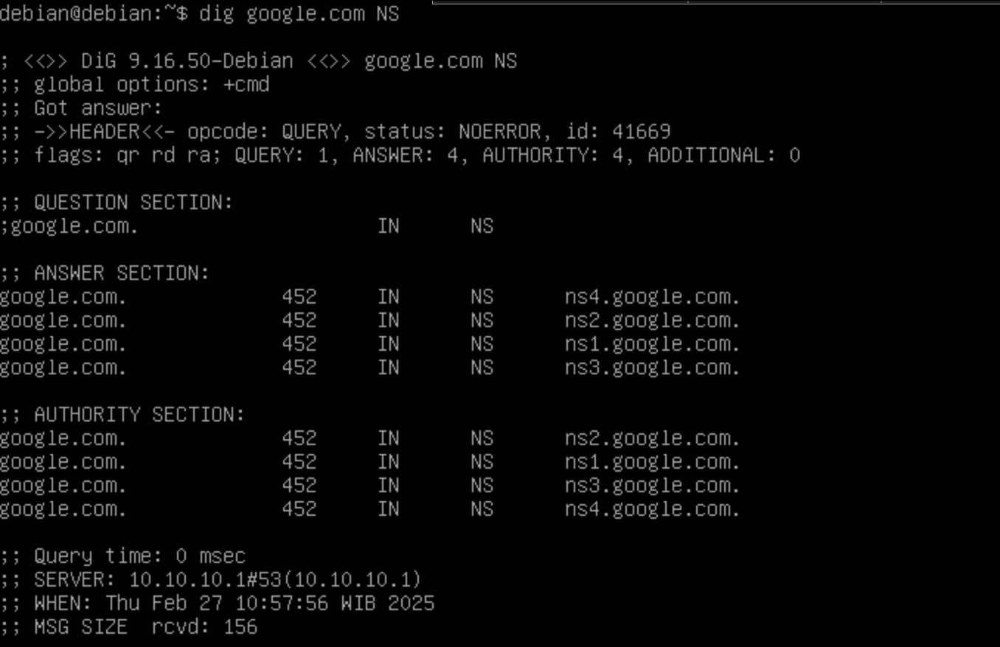 debian@debian:~$ dig google.com NS
; <<>> DiG 9.16.50-Debian <<>> google.com NS
;; global options: +cmd
;; Got answer:
;; ->>HEADER<<- opcode: QUERY, status: NOERROR, id: 41669
;; flags: qr rd ra; QUERY: 1, ANSWER: 4, AUTHORITY: 4, ADDITIONAL: 0
;; QUESTION SECTION:
;google.com. IN NS
;; ANSWER SECTION:
google.com. 452 IN NS ns4.google.com.
google.com. 452 IN NS ns2.google.com.
google.com. 452 IN NS ns1.google.com.
google.com. 452 IN NS ns3.google.com.
;; AUTHORITY SECTION:
google.com. 452 IN NS ns2.google.com.
google.com. 452 IN NS ns1.google.com.
google.com. 452 IN NS ns3.google.com.
google.com. 452 IN NS ns4.google.com.
;; Query time: 0 msec
;; SERVER: 10.10.10.1#53(10.10.10.1)
;; WHEN: Thu Feb 27 10:57:56 WIB 2025
;; MSG SIZE  rcvd: 156